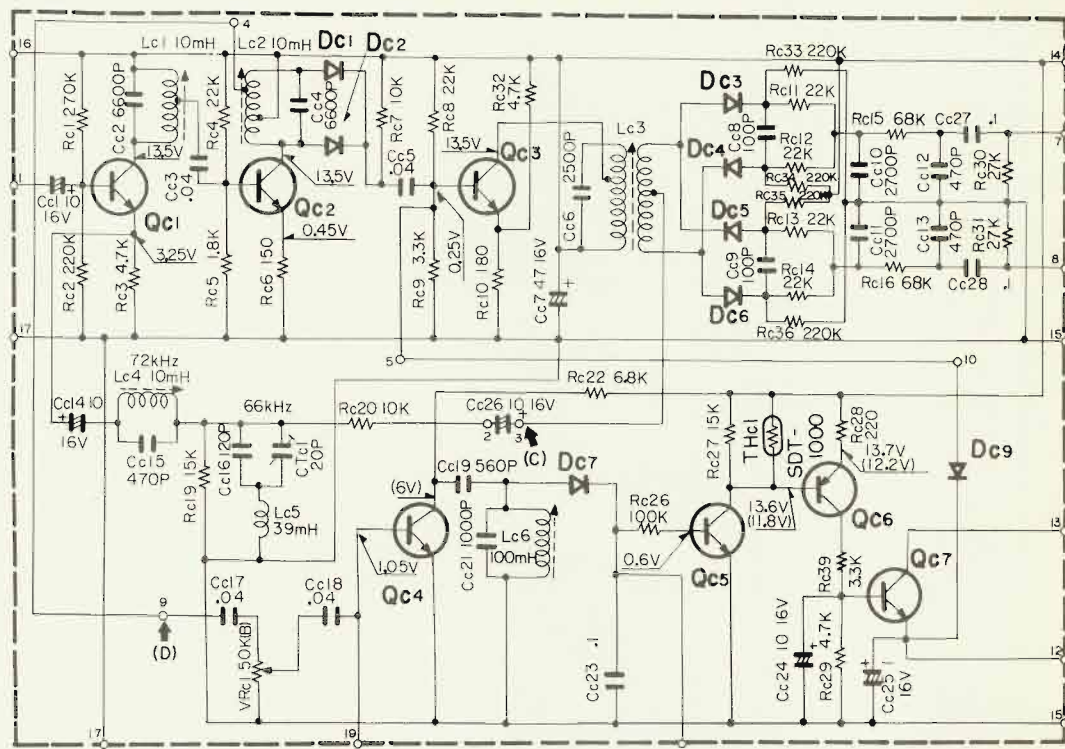 4
Lc1 10mH
Lc2 10mH
Dc1
Dc2
16
14
Rc1 270K
Cc2 6600P
Rc4 22K
Cc4 6600P
Rc7 10K
Rc8 22K
Rc32 4.7K
Rc33 220K
Dc3
Rc11 22K
Rc15 68K
Cc27 .1
Lc3
Cc8 100P
Rc12 22K
Dc4
Rc34 220K
Rc35 220K
Cc10 2700P
Cc12 470P
Rc30 27K
7
13.5V
13.5V
13.5V
Cc3 .04
Cc5 .04
Qc3
Cc6 2500P
1
Cc1 10 16V
Qc1
Qc2
Dc5
Rc13 22K
Cc9 100P
Rc14 22K
Cc11 2700P
Cc13 470P
Rc31 27K
3.25V
0.45V
0.25V
Rc2 220K
Rc3 4.7K
Rc5 1.8K
Rc6 150
Rc9 3.3K
Rc10 180
Cc7 47 16V
Dc6
Rc16 68K
Cc28 .1
8
Rc36 220K
17
15
72kHz
Lc4 10mH
5
10
Rc22 6.8K
Cc14 10 16V
66kHz
Rc20 10K
Cc26 10 16V
2
3
(C)
Rc27 15K
THc1
SDT-1000
Rc28 220
13.7V
(12.2V)
Dc9
Cc15 470P
Rc19 15K
Cc16 120P
CTc1 20P
Cc19 560P
Dc7
(6V)
Lc5 39mH
Cc21 1000P
Lc6 100mH
Rc26 100K
13.6V
(11.8V)
Qc6
1.05V
Qc4
0.6V
Qc5
Rc39 3.3K
Qc7
13
Cc17 .04
Cc18 .04
9
(D)
VRc1 50K(B)
Cc23 .1
Cc24 10 16V
Rc29 4.7K
Cc25 1 16V
12
17
19
15